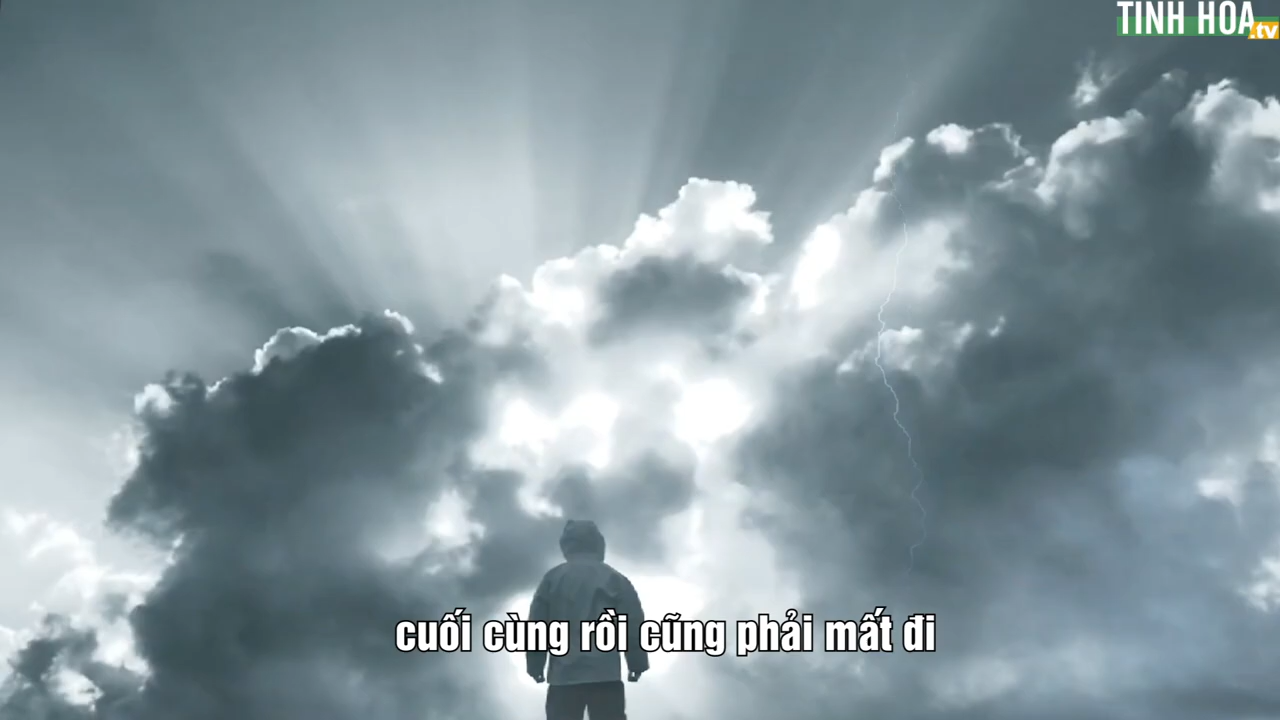 TINH HOA
.tv
cuối cùng rồi cũng phải mất đi